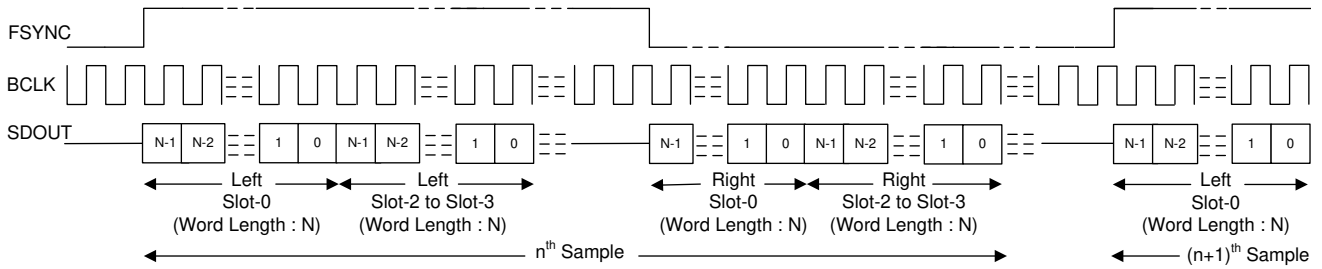 FSYNC
BCLK
SDOUT
N-1 N-2 1 0 N-1 N-2 1 0 N-1 1 0 N-1 N-2 1 0 N-1 N-2 1 0
Left Left Right Right Left
Slot-0 Slot-2 to Slot-3 Slot-0 Slot-2 to Slot-3 Slot-0
(Word Length : N) (Word Length : N) (Word Length : N) (Word Length : N) (Word Length : N)
nth Sample (n+1)th Sample